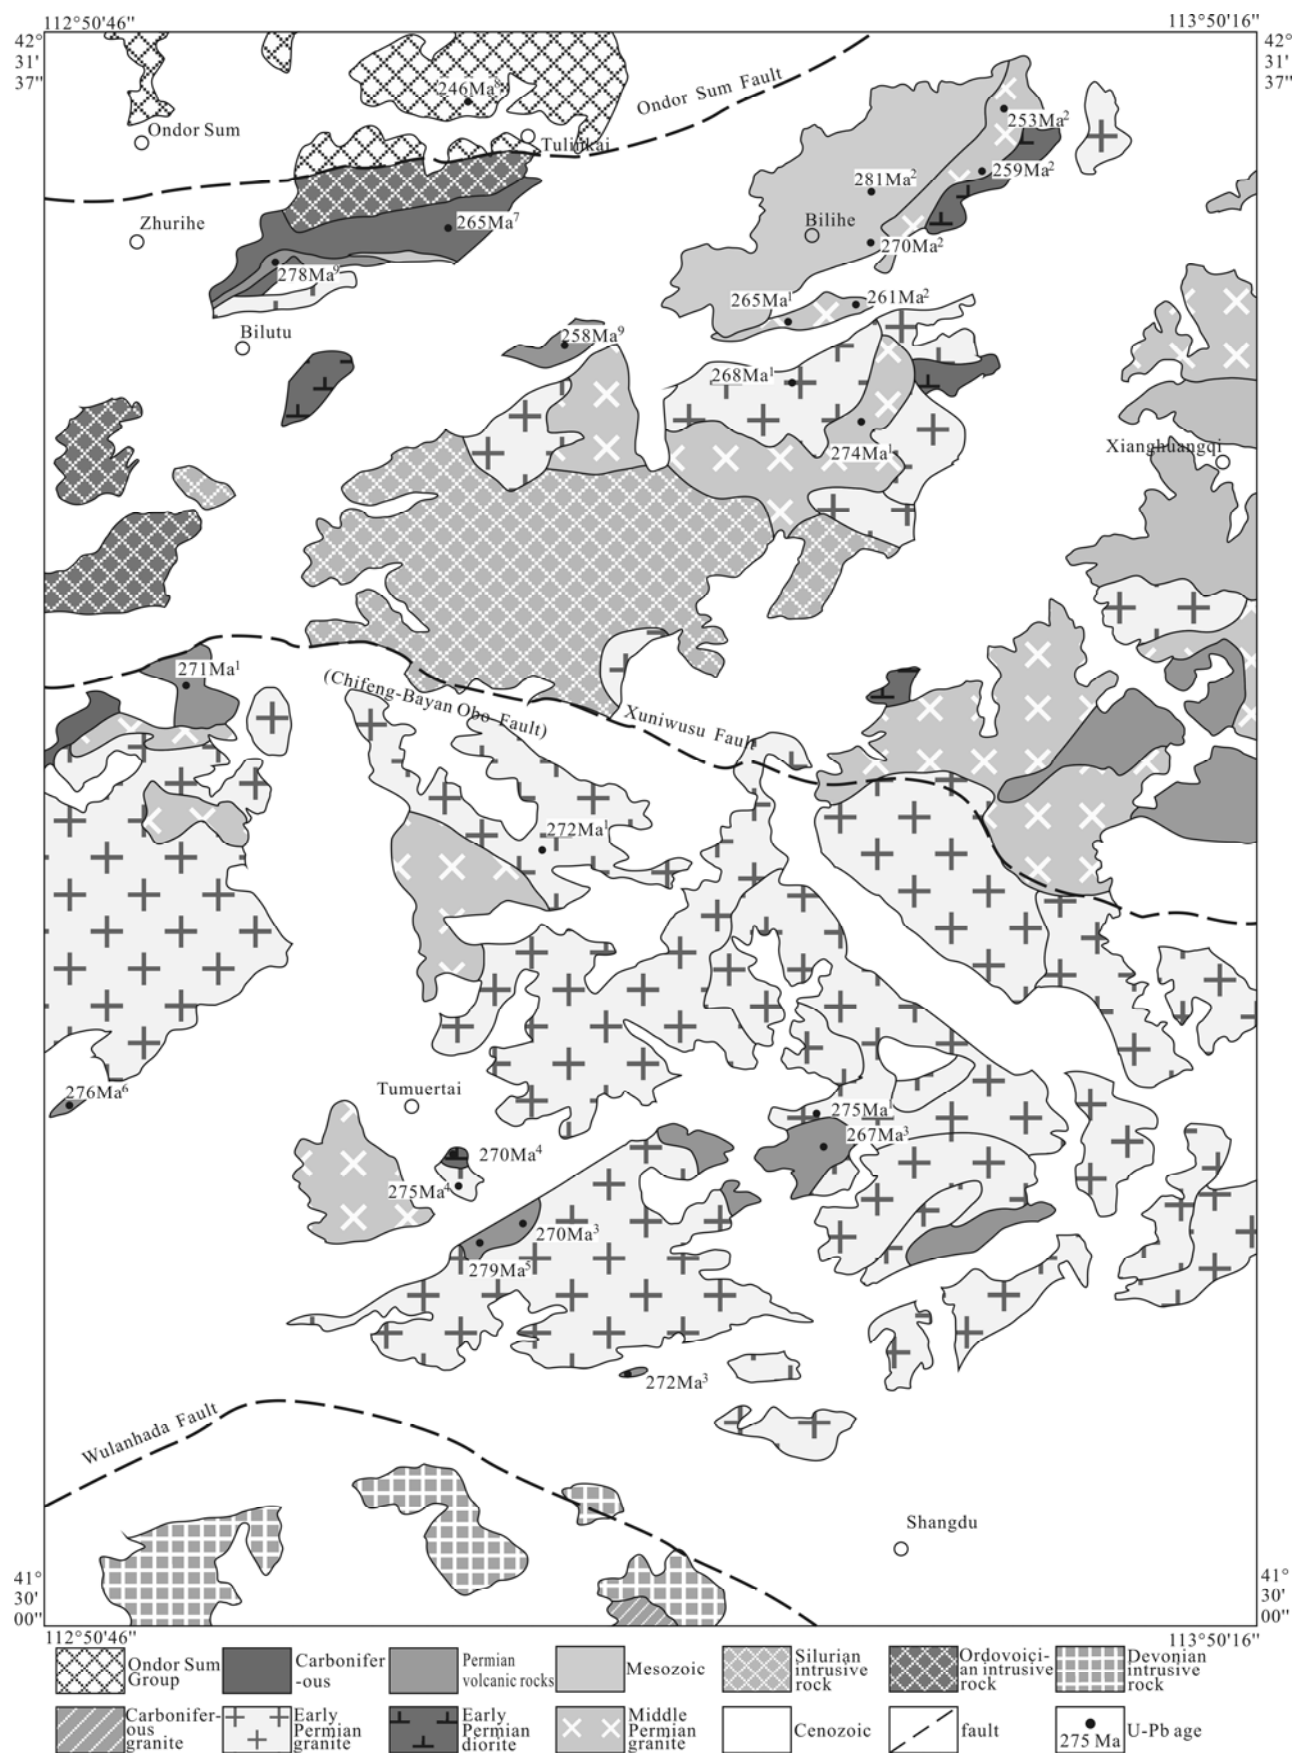 112°50'46"
113°50'16"
42°
31'
37"
42°
31'
37"
246Ma⁸
Ondor Sum Fault
Ondor Sum
Tulinkai
253Ma²
259Ma²
281Ma²
Zhurihe
265Ma⁷
Bilihe
270Ma²
278Ma⁹
265Ma¹
261Ma²
Bilutu
258Ma⁹
268Ma¹
274Ma¹
Xianghuangqi
271Ma¹
(Chifeng-Bayan Obo Fault)
Xuniwusu Fault
272Ma¹
276Ma⁶
Tumuertai
275Ma¹
267Ma³
270Ma⁴
275Ma⁴
270Ma³
279Ma⁵
272Ma³
Wulanhada Fault
Shangdu
41°
30'
00"
41°
30'
00"
112°50'46"
113°50'16"
Ondor Sum
Group
Carbonifer
-ous
Permian
volcanic rocks
Mesozoic
Silurian
intrusive
rock
Ordovoici-
an intrusive
rock
Devonian
intrusive
rock
Carbonifer-
ous
granite
Early
Permian
granite
Early
Permian
diorite
Middle
Permian
granite
Cenozoic
fault
275 Ma
U-Pb age